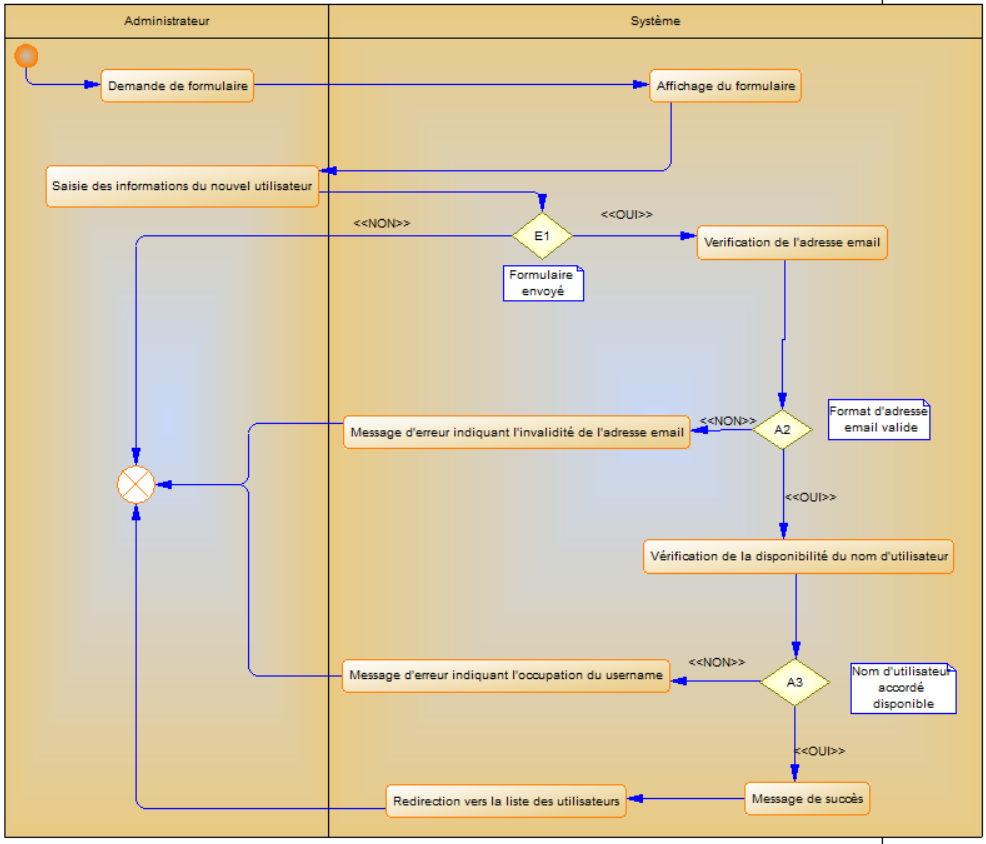 Administrateur
Système
Demande de formulaire
Affichage du formulaire
Saisie des informations du nouvel utilisateur
<<NON>>
E1
<<OUI>>
Verification de l'adresse email
Formulaire
envoyé
Message d'erreur indiquant l'invalidité de l'adresse email
<<NON>>
A2
Format d'adresse
email valide
<<OUI>>
Vérification de la disponibilité du nom d'utilisateur
Message d'erreur indiquant l'occupation du username
<<NON>>
A3
Nom d'utilisateur
accordé
disponible
<<OUI>>
Redirection vers la liste des utilisateurs
Message de succès